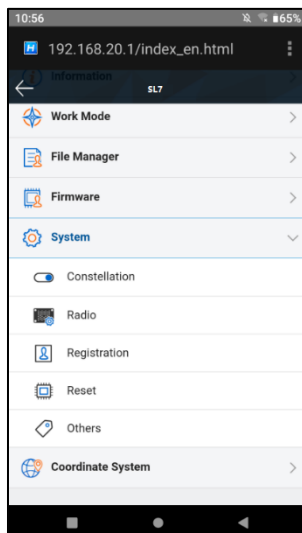 10:56 65%
192.168.20.1/index_en.html
Information
SL7
Work Mode
File Manager
Firmware
System
Constellation
Radio
Registration
Reset
Others
Coordinate System